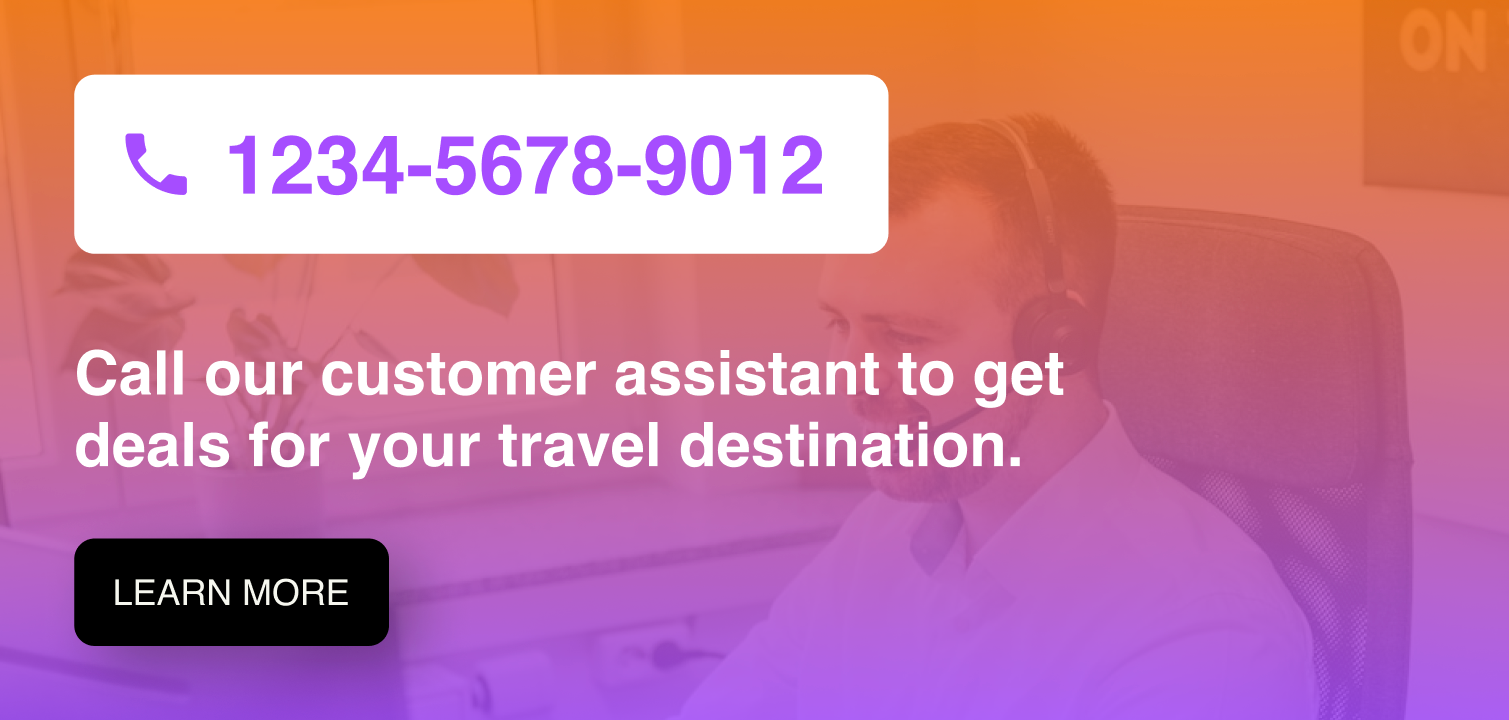 ON
1234-5678-9012
Call our customer assistant to get
deals for your travel destination.
LEARN MORE